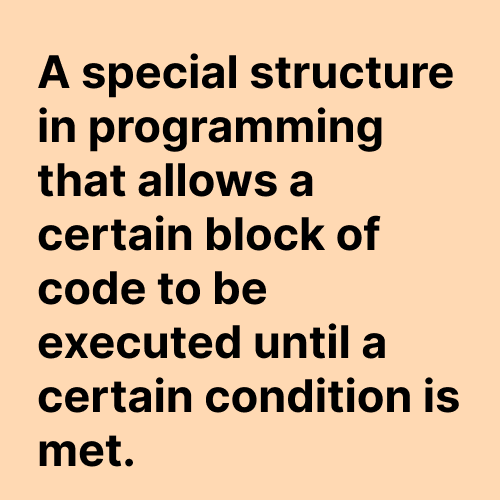 A special structure
in programming
that allows a
certain block of
code to be
executed until a
certain condition is
met.